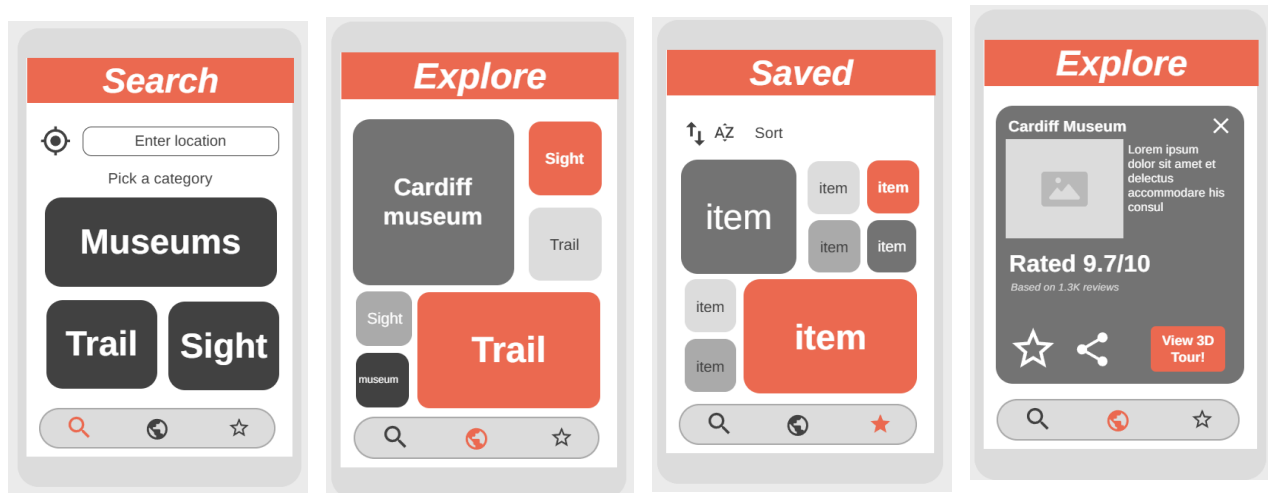 Search
Enter location
Pick a category
Museums
Trail
Sight
Explore
Cardiff
museum
Sight
Trail
Sight
museum
Trail
Saved
AZ
Sort
item
item
item
item
item
item
item
item
Explore
Cardiff Museum
Lorem ipsum
dolor sit amet et
delectus
accommodare his
consul
Rated 9.7/10
Based on 1.3K reviews
View 3D
Tour!